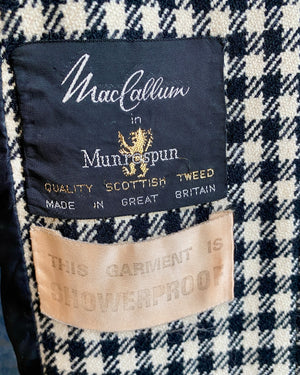 MacCallum
in
Munrospun
QUALITY SCOTTISH TWEED
MADE IN GREAT BRITAIN
THIS GARMENT IS
SHOWERPROOF